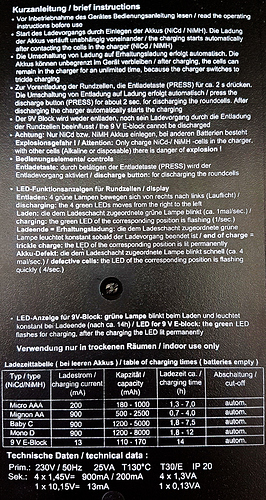 Kurzanleitung / brief instructions
• Vor Inbetriebnahme des Gerätes Bedienungsanleitung lesen / read the operating
instructions before use
• Start des Ladevorgangs durch Einlegen der Akkus (NiCd / NiMH). Die Ladung
der Akkus verläuft unabhängig voneinander / the charging starts automatically
after contacting the cells in the charger (NiCd / NiMH)
• Die Umschaltung von Ladung auf Erhaltungsladung erfolgt automatisch. Die
Akkus können unbegrenzt im Gerät verbleiben / after charging, the cells can
remain in the charger for an unlimited time, because the charger switches to
trickle charging
• Zur Vorentladung der Rundzellen, die Entladetaste (PRESS) für ca. 2 s drücken.
Die Umschaltung von Entladung auf Ladung erfolgt automatisch / press the
discharge button (PRESS) for about 2 sec. for discharging the roundcells. After
discharging the charger automatically starts the charging
• Der 9V Block wird weder entladen, noch sein Ladevorgang durch die Entladung
der Rundzellen beeinflusst / the 9 V E-block cannot be discharged
• Achtung: Nur NiCd bzw. NiMH Akkus einlegen, bei anderen Batterien besteht
Explosionsgefahr ! / Attention: Only charge NiCd- or NiMH -cells in the charger,
with other cells (Alkaline or disposable) there is danger of explosion !
• Bedienungselemente/ controls
Entladetaste: durch betätigen der Entladetaste (PRESS) wird der
Entladevorgang aktiviert / discharge button: for discharging the roundcells
• LED-Funktionsanzeigen für Rundzellen / display
Entladen: 4 grüne Lampen bewegen sich von rechts nach links (Lauflicht) /
discharging: the 4 green LEDs moves from the right to the left
Laden: die dem Ladeschacht zugeordnete grüne Lampe blinkt (ca. 1mal/sec.) /
charging: the green LED of the corresponding position is flashing (1/sec.)
Ladeende = Erhaltungsladung: die dem Ladeschacht zugeordnete grüne
Lampe leuchtet konstant sobald der Ladevorgang beendet ist / end of charge =
trickle charge: the LED of the corresponding position is lit permanently
Akku-Defekt: die dem Ladeschacht zugeordnete Lampe blinkt schnell (ca. 4
mal/sec.) / defective cells: the LED of the corresponding position is flashing
quickly ( 4/sec.)
•LED-Anzeige für 9V-Block: grüne Lampe blinkt beim Laden und leuchtet
konstant bei Ladeende (nach ca. 14h) / LED for 9 V E-block: the green LED
flashes for charging, after the charging the LED lit permanently
Verwendung nur in trockenen Räumen / indoor use only
Ladezeittabelle ( bei leeren Akkus ) / table of charging times ( batteries empty )
Typ / type (NiCd/NiMH) Ladestrom / charging current (mA) Kapazität / capacity (mAh) Ladezeit ca. / charging time (h) Abschaltung / cut-off
Micro AAA 200 180 - 1000 1,3 - 7,0 autom.
Mignon AA 900 500 - 2500 0,7 - 4,0 autom.
Baby C 900 1200 - 5000 1,8 - 7,5 autom.
Mono D 900 1200 - 8000 1,8 - 12 autom.
9 V E-Block 13 110 - 170 14 autom.
Technische Daten / technical data :
Prim.: 230V / 50Hz 25VA T130°C T30/E IP 20
Sek.: 4 x 1,45V= 900mA / 200mA 4 x 1,3VA
1 x 10,15V= 13mA 1 x 0,13VA